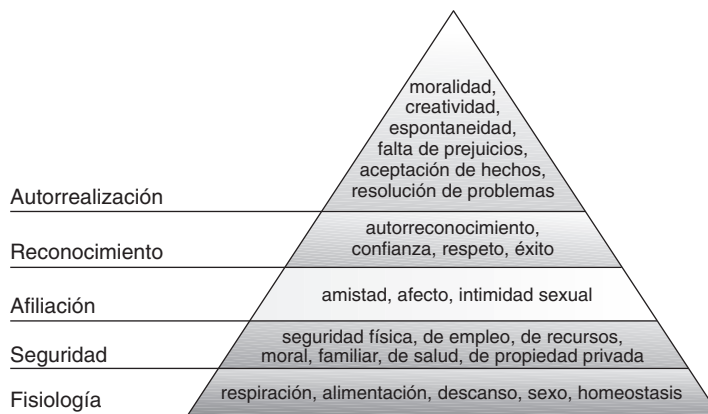 moralidad,
creatividad,
espontaneidad,
falta de prejuicios,
aceptación de hechos,
resolución de problemas
Autorrealización
autorreconocimiento,
confianza, respeto, éxito
Reconocimiento
amistad, afecto, intimidad sexual
Afiliación
seguridad física, de empleo, de recursos,
moral, familiar, de salud, de propiedad privada
Seguridad
respiración, alimentación, descanso, sexo, homeostasis
Fisiología